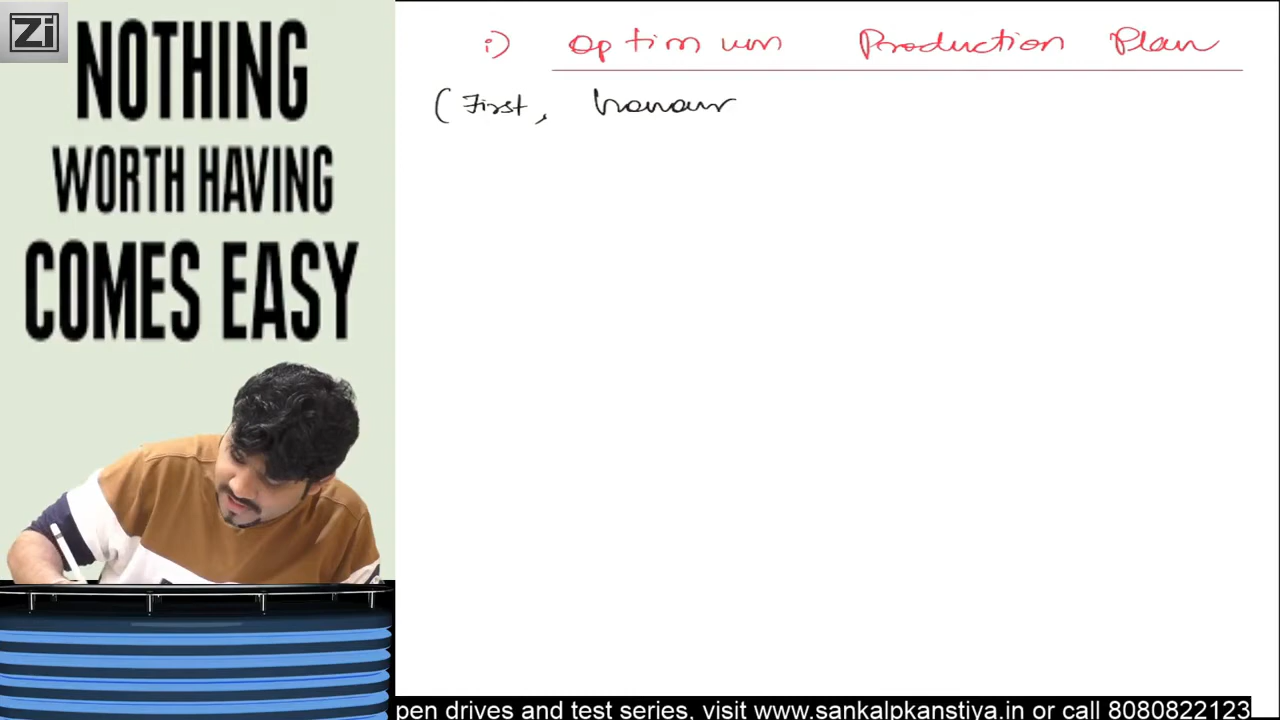 Zi
NOTHING
WORTH HAVING
COMES EASY
i) Optimum Production Plan
(First, honour
pen drives and test series, visit www.sankalpkanstiya.in or call 8080822123